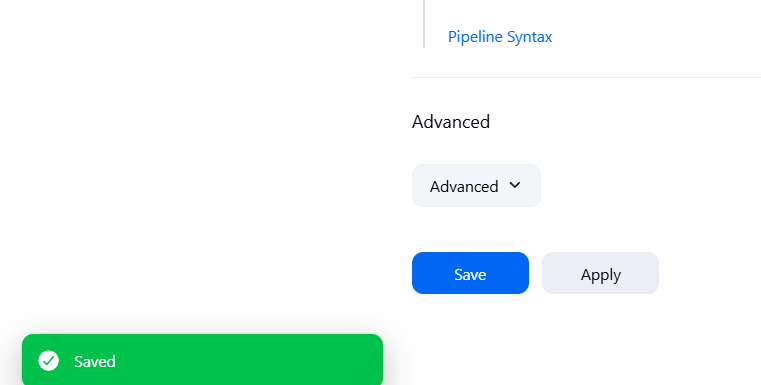 Pipeline Syntax
Advanced
Advanced
Save
Apply
Saved